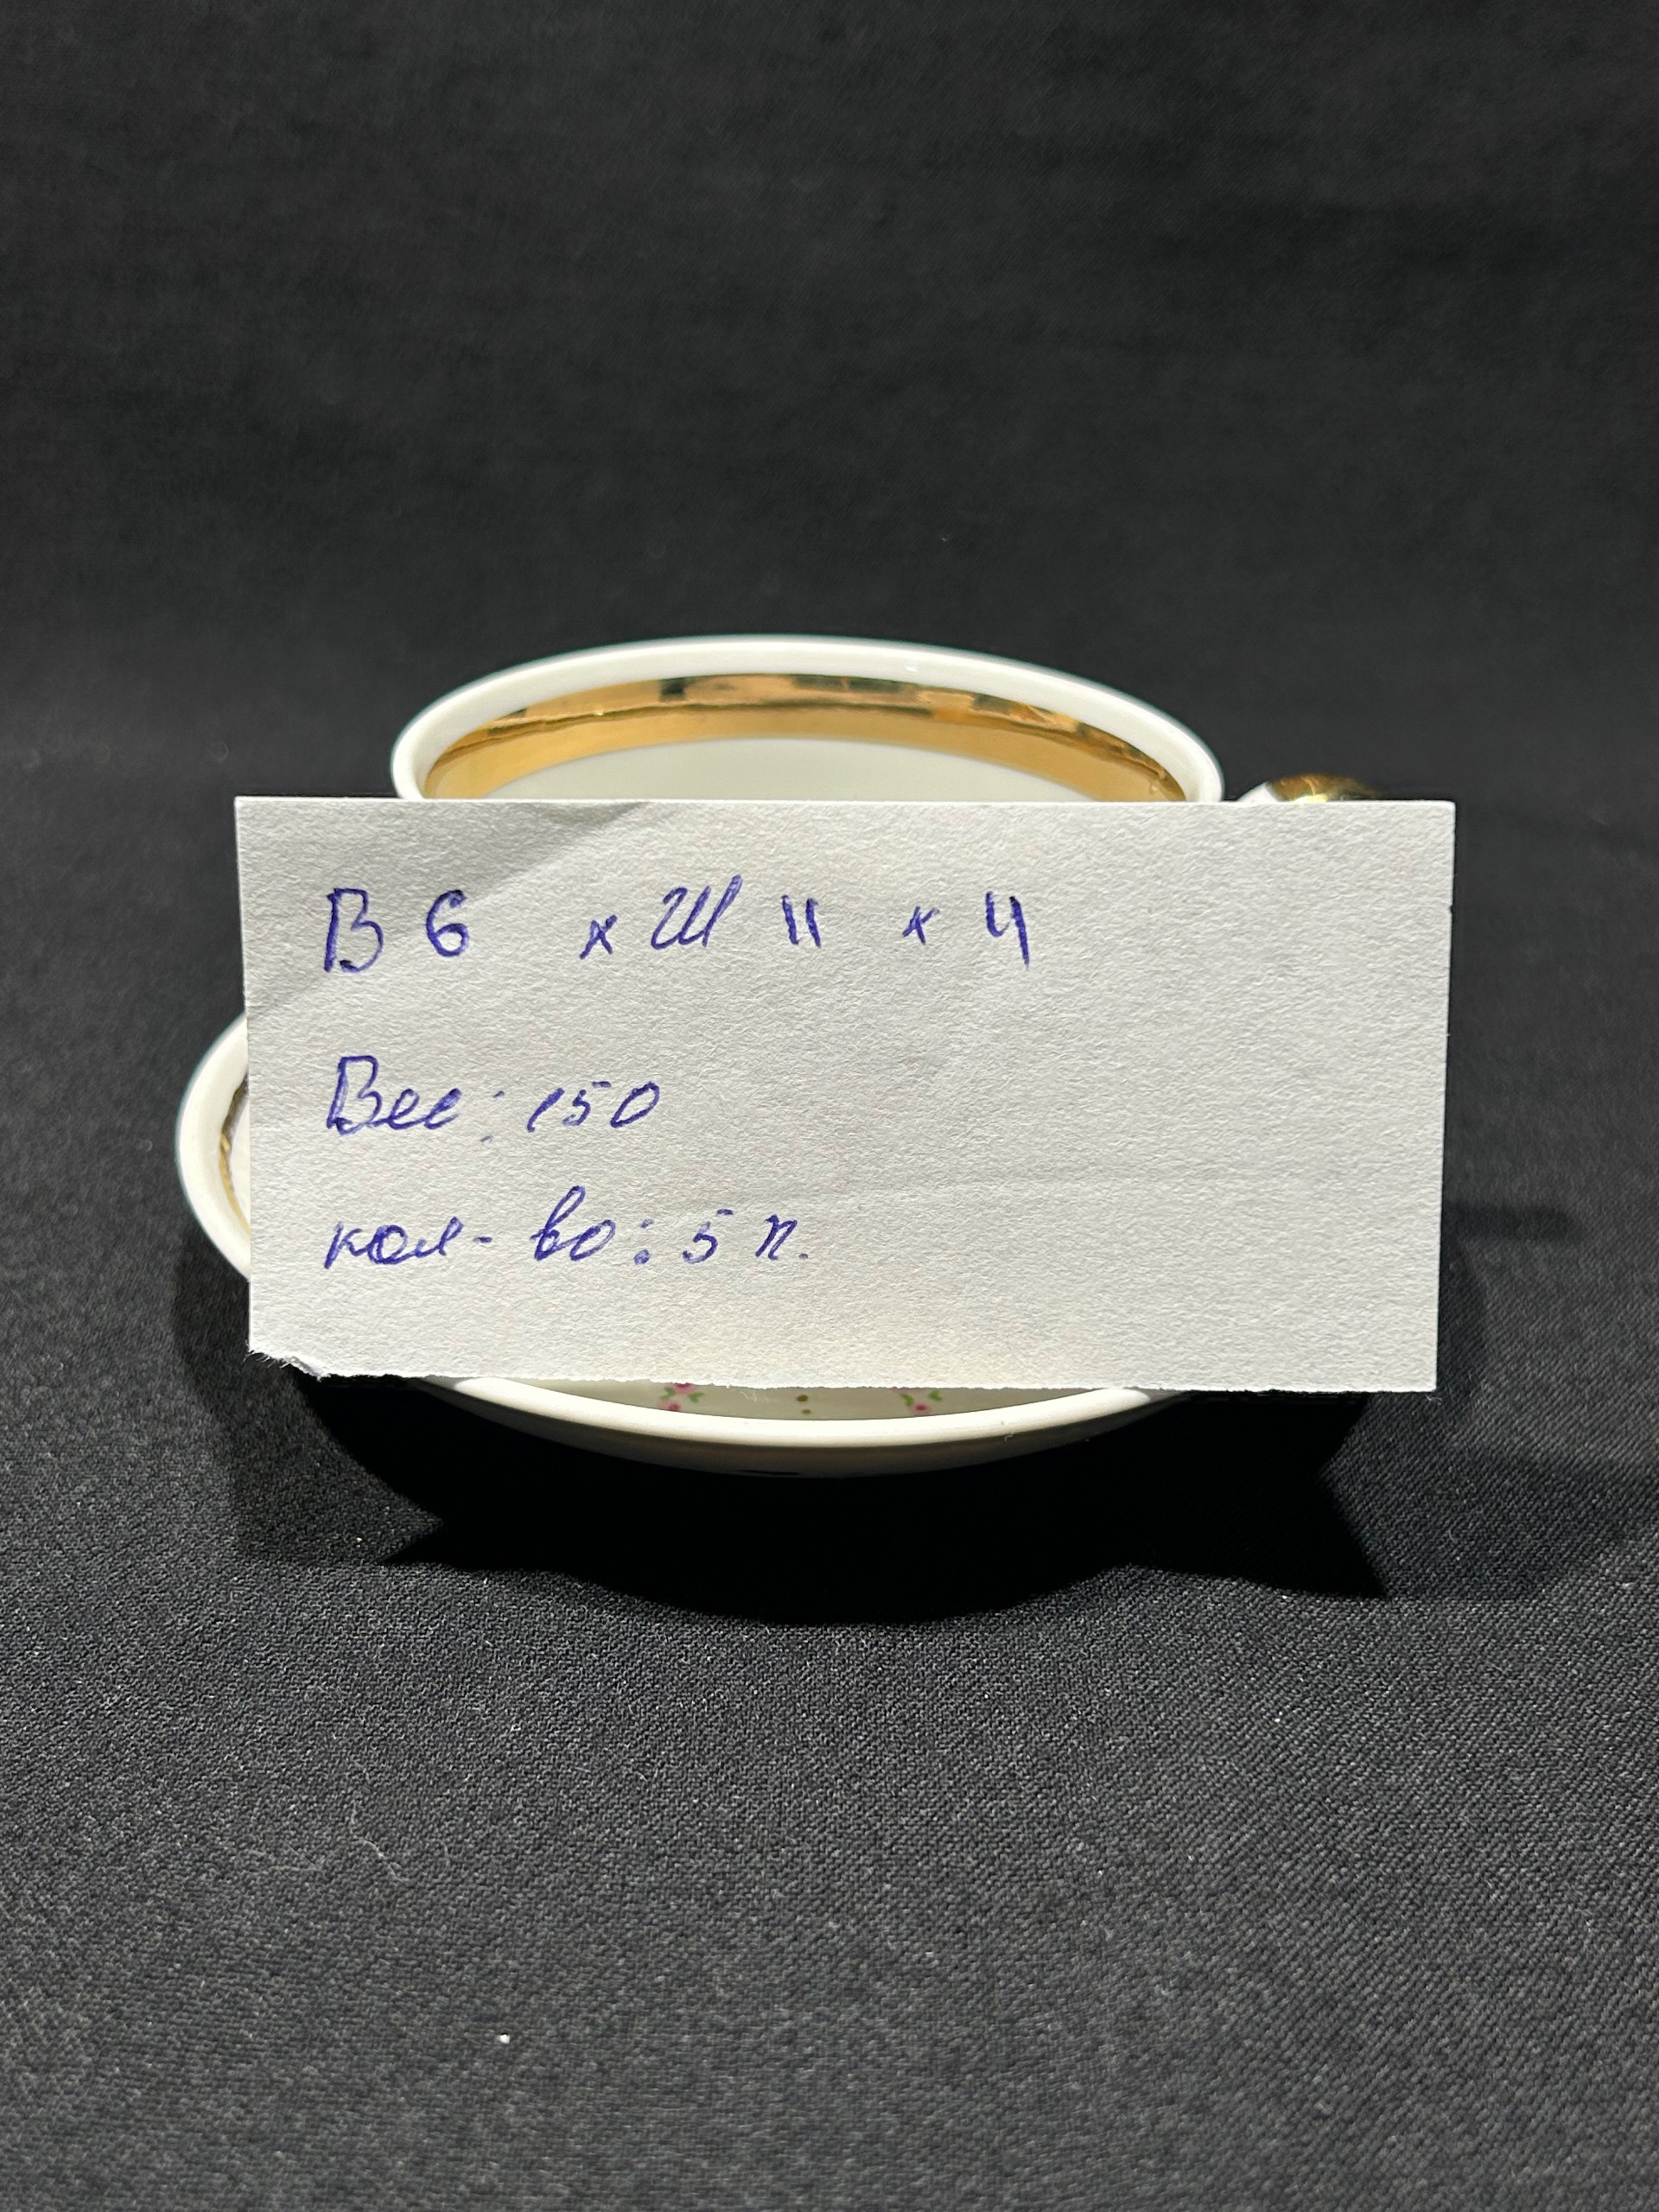 В 6 х Ш 11 х 4
Вес: 150
кол-во: 5 п.